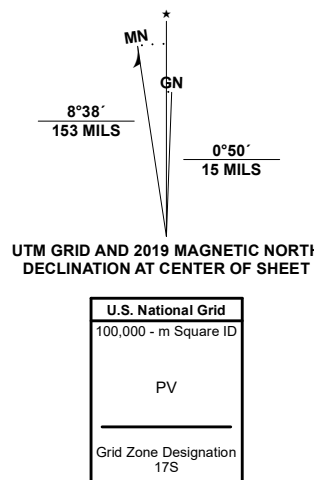 ★
MN
GN
8°38´
153 MILS
0°50´
15 MILS
UTM GRID AND 2019 MAGNETIC NORTH
DECLINATION AT CENTER OF SHEET
U.S. National Grid
100,000 - m Square ID
PV
Grid Zone Designation
17S